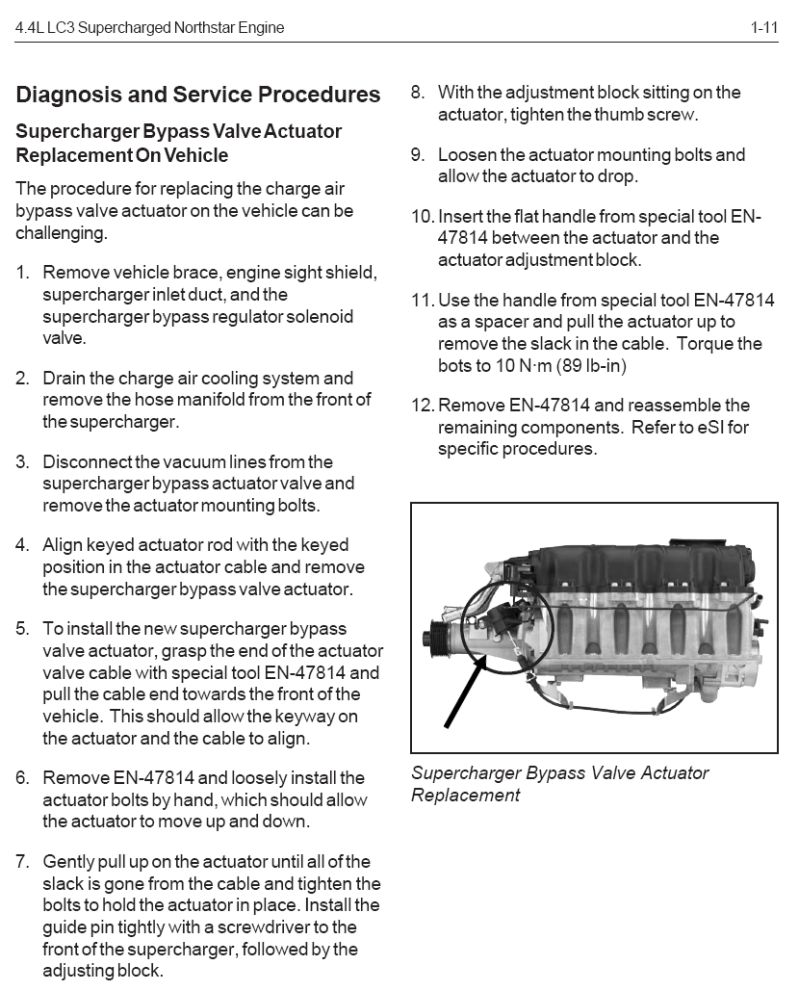 4.4L LC3 Supercharged Northstar Engine 1-11
Diagnosis and Service Procedures
Supercharger Bypass Valve Actuator
Replacement On Vehicle
The procedure for replacing the charge air
bypass valve actuator on the vehicle can be
challenging.
1. Remove vehicle brace, engine sight shield,
supercharger inlet duct, and the
supercharger bypass regulator solenoid
valve.
2. Drain the charge air cooling system and
remove the hose manifold from the front of
the supercharger.
3. Disconnect the vacuum lines from the
supercharger bypass actuator valve and
remove the actuator mounting bolts.
4. Align keyed actuator rod with the keyed
position in the actuator cable and remove
the supercharger bypass valve actuator.
5. To install the new supercharger bypass
valve actuator, grasp the end of the actuator
valve cable with special tool EN-47814 and
pull the cable end towards the front of the
vehicle. This should allow the keyway on
the actuator and the cable to align.
6. Remove EN-47814 and loosely install the
actuator bolts by hand, which should allow
the actuator to move up and down.
7. Gently pull up on the actuator until all of the
slack is gone from the cable and tighten the
bolts to hold the actuator in place. Install the
guide pin tightly with a screwdriver to the
front of the supercharger, followed by the
adjusting block.
8. With the adjustment block sitting on the
actuator, tighten the thumb screw.
9. Loosen the actuator mounting bolts and
allow the actuator to drop.
10. Insert the flat handle from special tool EN-
47814 between the actuator and the
actuator adjustment block.
11. Use the handle from special tool EN-47814
as a spacer and pull the actuator up to
remove the slack in the cable. Torque the
bots to 10 N·m (89 lb-in)
12. Remove EN-47814 and reassemble the
remaining components. Refer to eSI for
specific procedures.
Supercharger Bypass Valve Actuator
Replacement